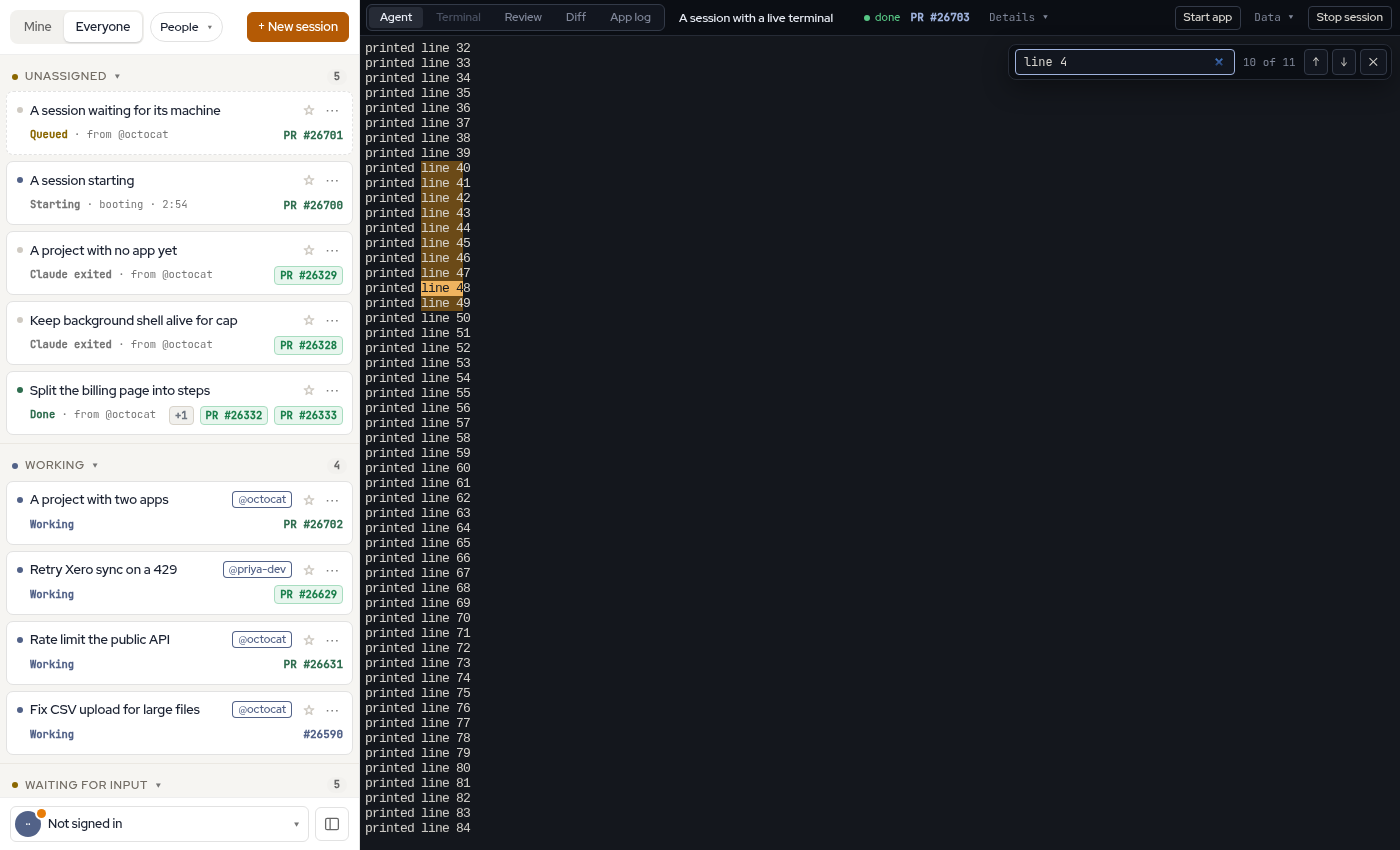 Mine
Everyone
People
+ New session
UNASSIGNED
5
A session waiting for its machine
Queued · from @octocat
PR #26701
A session starting
Starting · booting · 2:54
PR #26700
A project with no app yet
Claude exited · from @octocat
PR #26329
Keep background shell alive for cap
Claude exited · from @octocat
PR #26328
Split the billing page into steps
Done · from @octocat
+1
PR #26332
PR #26333
WORKING
4
A project with two apps
@octocat
Working
PR #26702
Retry Xero sync on a 429
@priya-dev
Working
PR #26629
Rate limit the public API
@octocat
Working
PR #26631
Fix CSV upload for large files
@octocat
Working
#26590
WAITING FOR INPUT
5
Not signed in
Agent
Terminal
Review
Diff
App log
A session with a live terminal
done
PR #26703
Details
Start app
Data
Stop session
line 4
10 of 11
printed line 32
printed line 33
printed line 34
printed line 35
printed line 36
printed line 37
printed line 38
printed line 39
printed line 40
printed line 41
printed line 42
printed line 43
printed line 44
printed line 45
printed line 46
printed line 47
printed line 48
printed line 49
printed line 50
printed line 51
printed line 52
printed line 53
printed line 54
printed line 55
printed line 56
printed line 57
printed line 58
printed line 59
printed line 60
printed line 61
printed line 62
printed line 63
printed line 64
printed line 65
printed line 66
printed line 67
printed line 68
printed line 69
printed line 70
printed line 71
printed line 72
printed line 73
printed line 74
printed line 75
printed line 76
printed line 77
printed line 78
printed line 79
printed line 80
printed line 81
printed line 82
printed line 83
printed line 84